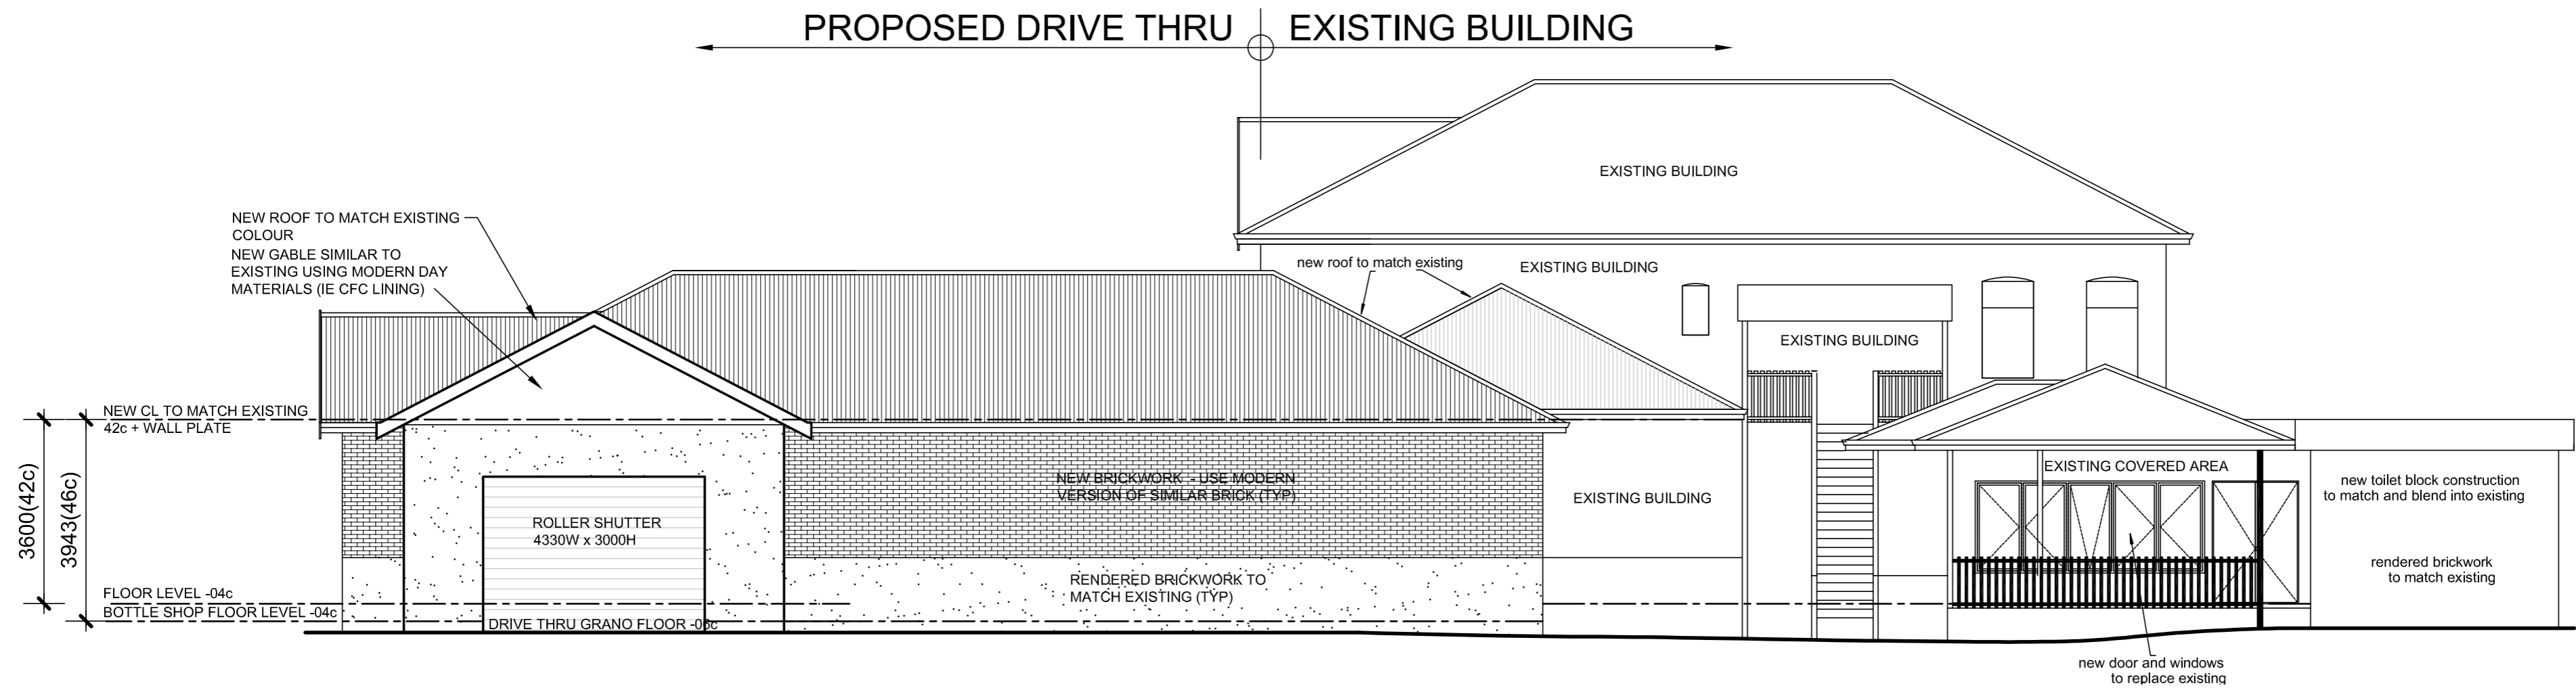 PROPOSED DRIVE THRU
EXISTING BUILDING
EXISTING BUILDING
NEW ROOF TO MATCH EXISTING
COLOUR
NEW GABLE SIMILAR TO
EXISTING USING MODERN DAY
MATERIALS (IE CFC LINING)
new roof to match existing
EXISTING BUILDING
EXISTING BUILDING
NEW CL TO MATCH EXISTING
42c + WALL PLATE
3600(42c)
3943(46c)
NEW BRICKWORK - USE MODERN
VERSION OF SIMILAR BRICK (TYP)
EXISTING BUILDING
EXISTING COVERED AREA
new toilet block construction
to match and blend into existing
ROLLER SHUTTER
4330W x 3000H
RENDERED BRICKWORK TO
MATCH EXISTING (TYP)
rendered brickwork
to match existing
FLOOR LEVEL -04c
BOTTLE SHOP FLOOR LEVEL -04c
DRIVE THRU GRANO FLOOR -06c
new door and windows
to replace existing